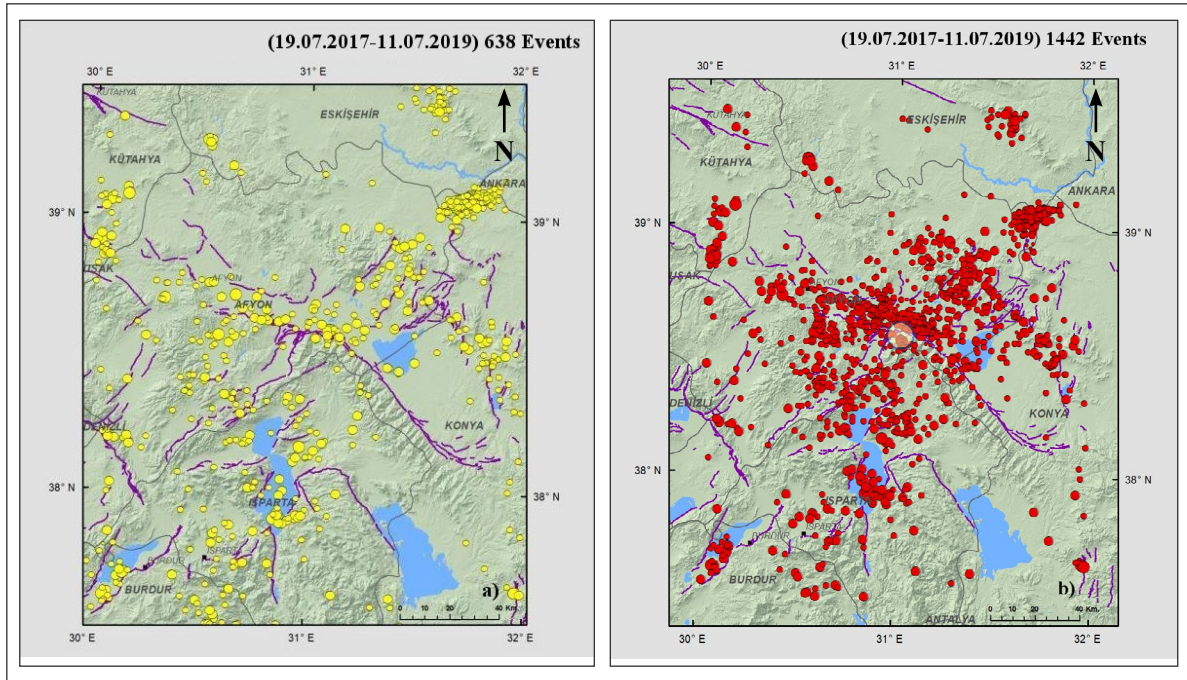 (19.07.2017-11.07.2019) 638 Events
30° E
31° E
32° E
KUTAHYA
ESKİŞEHİR
N
KÜTAHYA
ANKARA
39° N
39° N
UŞAK
AFYON
AFYON
DENİZLİ
KONYA
38° N
38° N
ISPARTA
ISPARTA
BURDUR
BURDUR
a)
0 10 20 40 Km.
30° E
31° E
32° E
(19.07.2017-11.07.2019) 1442 Events
30° E
31° E
32° E
KUTAHYA
ESKİŞEHİR
N
KÜTAHYA
ANKARA
39° N
39° N
UŞAK
AFYON
DENİZLİ
KONYA
38° N
38° N
ISPARTA
ISPARTA
BURDUR
BURDUR
b)
ANTALYA
0 10 20 40 Km.
30° E
31° E
32° E